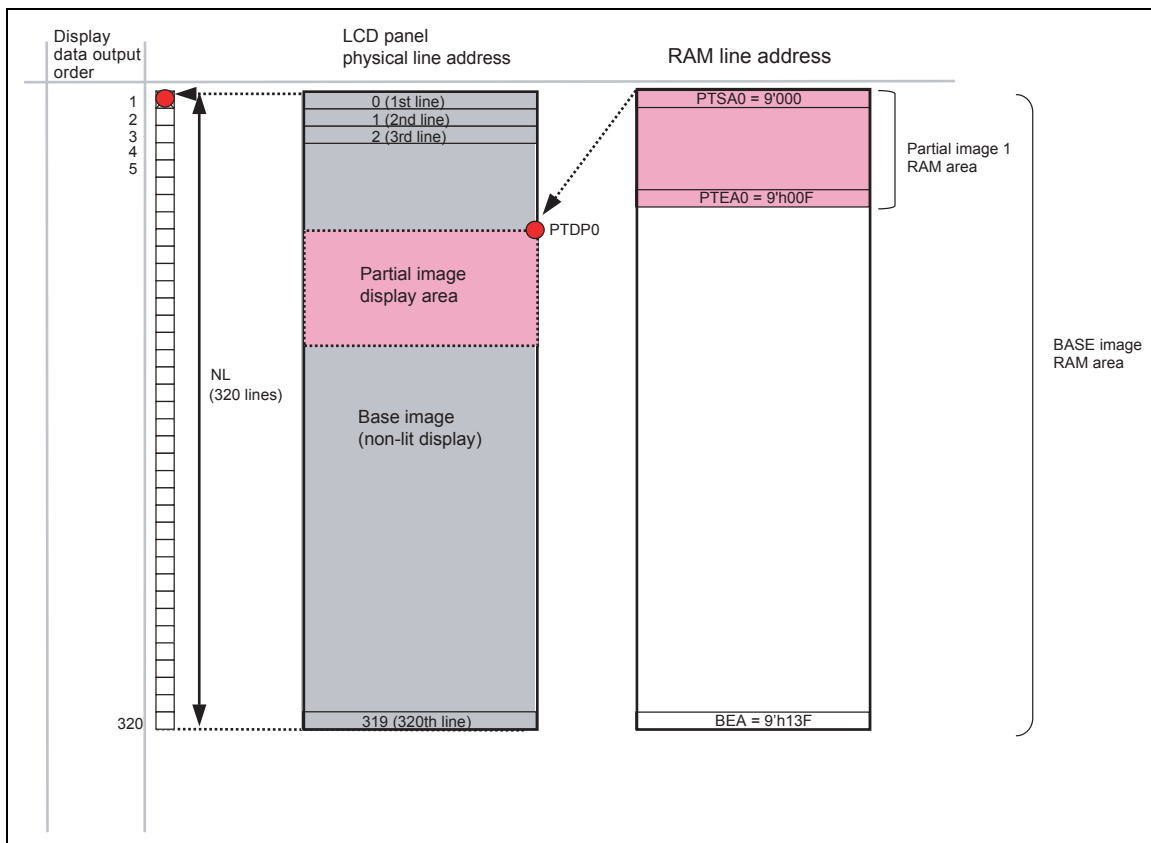 Display
data output
order
LCD panel
physical line address
RAM line address
1
2
3
4
5
320
0 (1st line)
1 (2nd line)
2 (3rd line)
PTSA0 = 9'000
PTEA0 = 9'h00F
Partial image 1
RAM area
PTDP0
Partial image
display area
NL
(320 lines)
Base image
(non-lit display)
BASE image
RAM area
319 (320th line)
BEA = 9'h13F